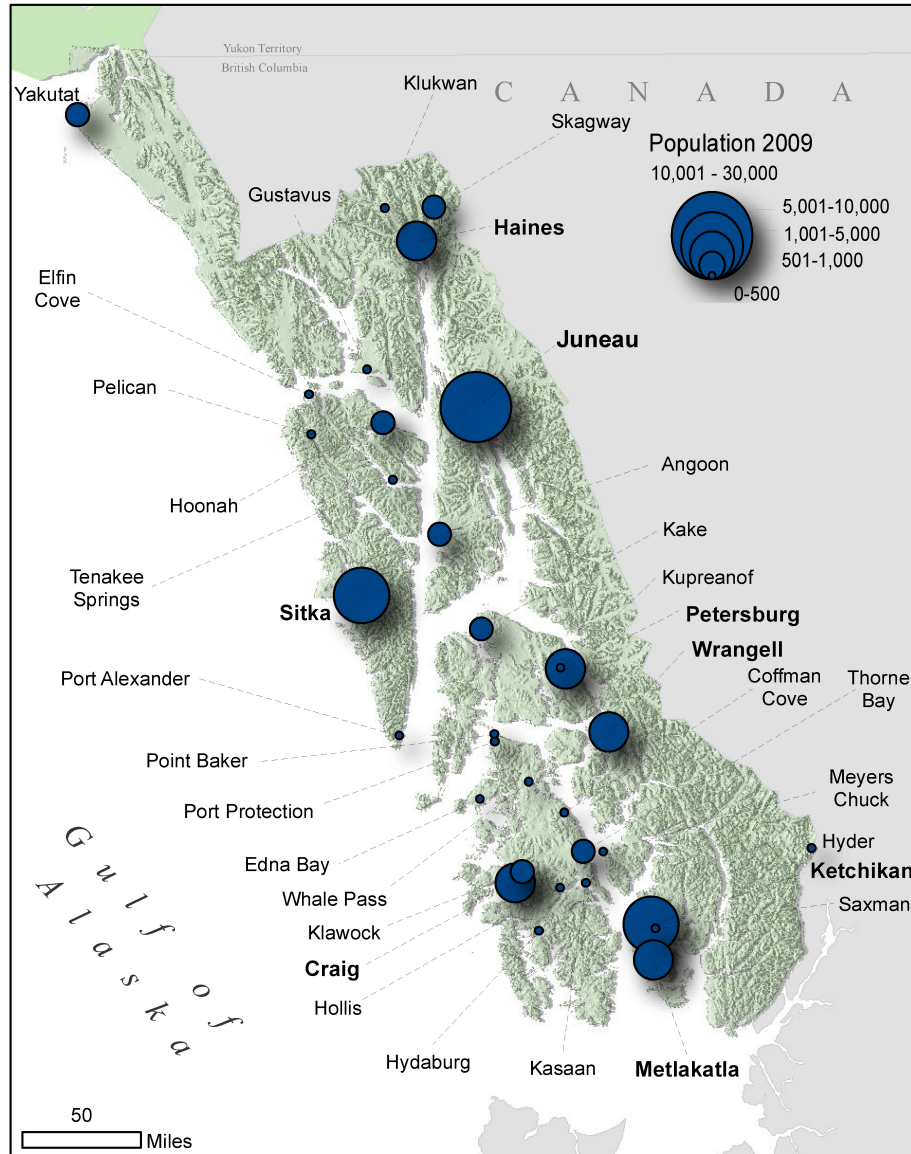 Yukon Territory
British Columbia
C A N A D A
Yakutat
Klukwan
Skagway
Gustavus
Haines
Population 2009
10,001 - 30,000
5,001-10,000
1,001-5,000
501-1,000
0-500
Elfin
Cove
Juneau
Pelican
Angoon
Hoonah
Kake
Tenakee
Springs
Kupreanof
Sitka
Petersburg
Wrangell
Port Alexander
Coffman
Cove
Thorne
Bay
Point Baker
Port Protection
Meyers
Chuck
Edna Bay
Hyder
Ketchikan
Whale Pass
Saxman
Klawock
Craig
Hollis
Hydaburg
Kasaan
Metlakatla
Gulf of
Alaska
50
Miles